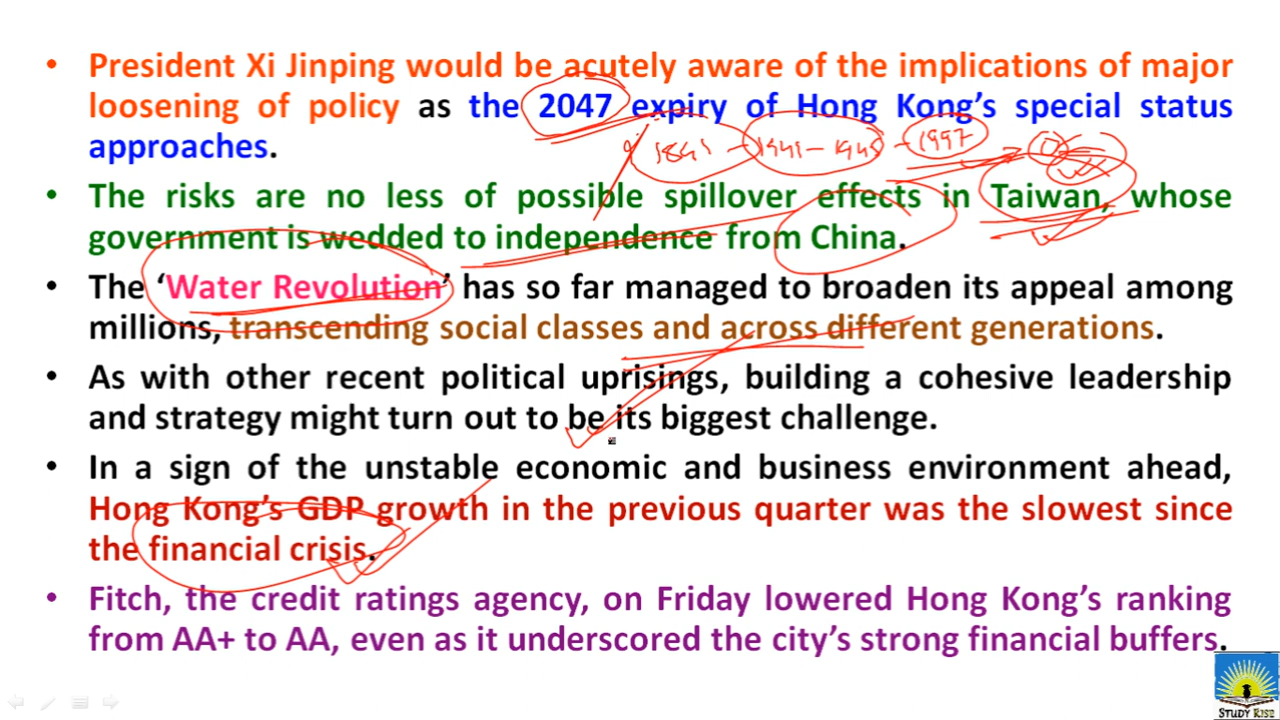 • President Xi Jinping would be acutely aware of the implications of major
loosening of policy as the 2047 expiry of Hong Kong's special status
approaches.
1841 – 1941 – 1945 – 1997
• The risks are no less of possible spillover effects in Taiwan, whose
government is wedded to independence from China.
• The 'Water Revolution' has so far managed to broaden its appeal among
millions, transcending social classes and across different generations.
• As with other recent political uprisings, building a cohesive leadership
and strategy might turn out to be its biggest challenge.
• In a sign of the unstable economic and business environment ahead,
Hong Kong's GDP growth in the previous quarter was the slowest since
the financial crisis.
• Fitch, the credit ratings agency, on Friday lowered Hong Kong's ranking
from AA+ to AA, even as it underscored the city's strong financial buffers.
STUDY RISE